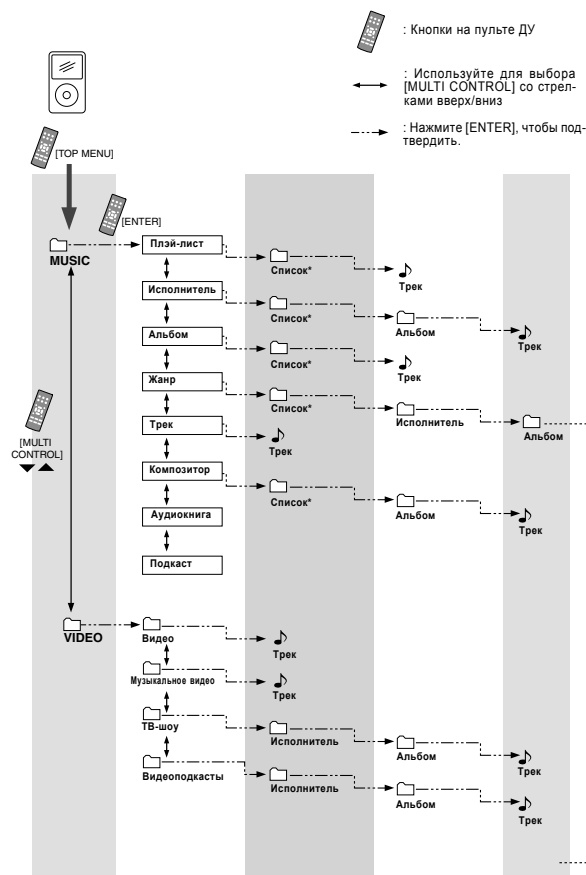 : Кнопки на пульте ДУ
: Используйте для выбора
[MULTI CONTROL] со стрел-
ками вверх/вниз
: Нажмите [ENTER], чтобы под-
твердить.
[TOP MENU]
[ENTER]
MUSIC
Плэй-лист
Список*
Трек
Исполнитель
Список*
Альбом
Трек
Альбом
Список*
Трек
Жанр
Список*
Исполнитель
Альбом
Трек
Трек
[MULTI
CONTROL]
Композитор
Список*
Альбом
Трек
Аудиокнига
Подкаст
VIDEO
Видео
Трек
Музыкальное видео
Трек
ТВ-шоу
Исполнитель
Альбом
Трек
Видеоподкасты
Исполнитель
Альбом
Трек